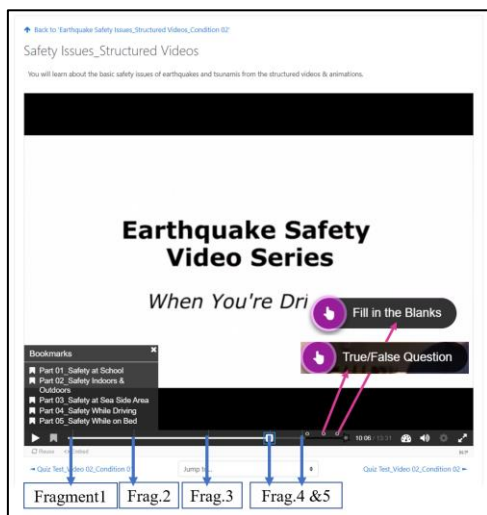 Back to 'Earthquake Safety Issues_Structured Videos_Condition 02'
Safety Issues_Structured Videos
You will learn about the basic safety issues of earthquakes and tsunamis from the structured videos & animations.
Earthquake Safety
Video Series
When You're Dri
Fill in the Blanks
True/False Question
Bookmarks
Part 01_Safety at School
Part 02_Safety Indoors &
Outdoors
Part 03_Safety at Sea Side Area
Part 04_Safety While Driving
Part 05_Safety While on Bed
10:06 / 13:31
Reuse <> Embed
H-P
Quiz Test_Video 02_Condition 0
Jump to...
Quiz Test_Video 02_Condition 02
Fragment1
Frag.2
Frag.3
Frag.4 &5